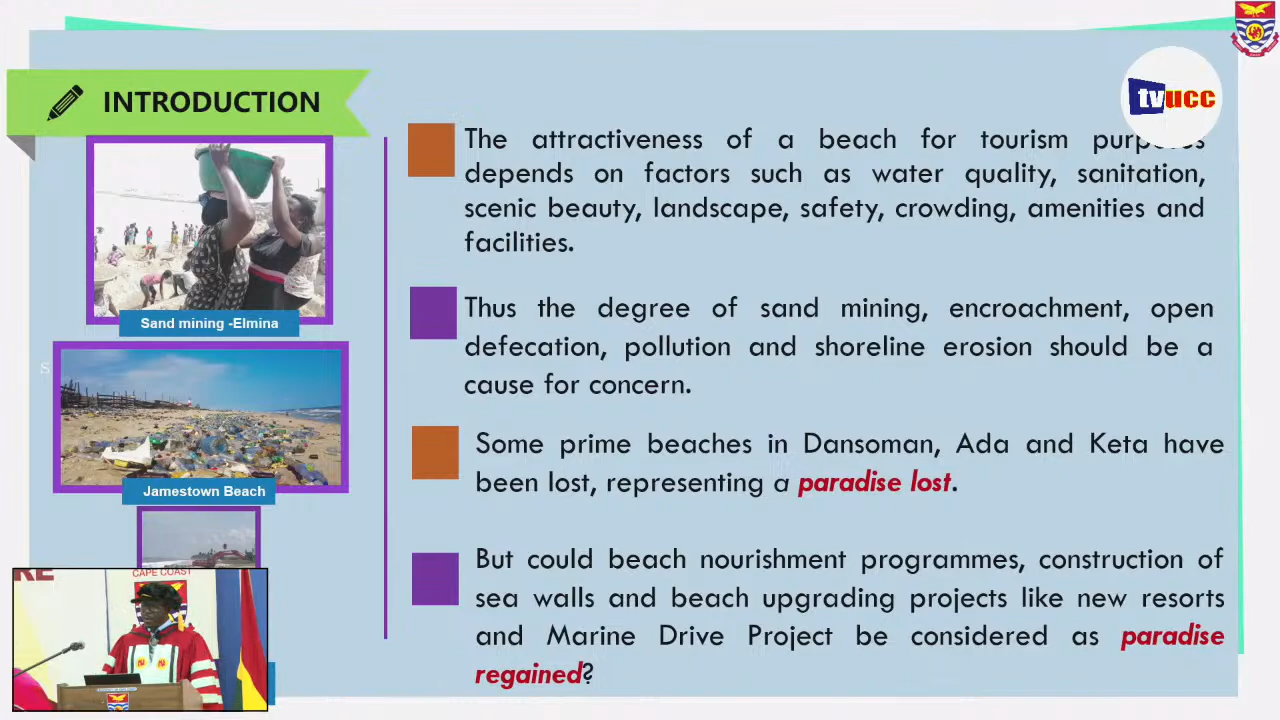 INTRODUCTION
tvucc
The attractiveness of a beach for tourism purposes
depends on factors such as water quality, sanitation,
scenic beauty, landscape, safety, crowding, amenities and
facilities.
Thus the degree of sand mining, encroachment, open
defecation, pollution and shoreline erosion should be a
cause for concern.
Some prime beaches in Dansoman, Ada and Keta have
been lost, representing a paradise lost.
But could beach nourishment programmes, construction of
sea walls and beach upgrading projects like new resorts
and Marine Drive Project be considered as paradise
regained?
Sand mining -Elmina
S
Jamestown Beach
RE
CAPE COAST